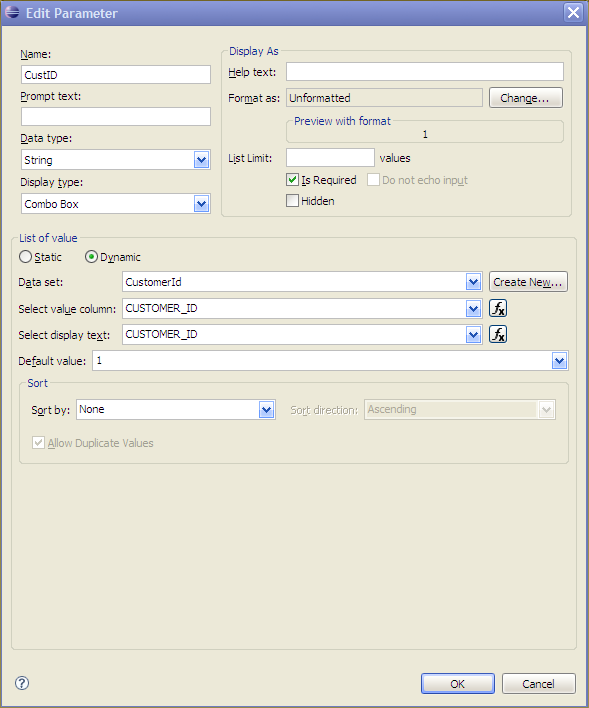 Edit Parameter
Name:
CustID
Prompt text:
Data type:
String
Display type:
Combo Box
Display As
Help text:
Format as: Unformatted Change...
Preview with format
1
List Limit: values
Is Required Do not echo input
Hidden
List of value
Static Dynamic
Data set: CustomerId Create New...
Select value column: CUSTOMER_ID fx
Select display text: CUSTOMER_ID fx
Default value: 1
Sort
Sort by: None Sort direction: Ascending
Allow Duplicate Values
? OK Cancel